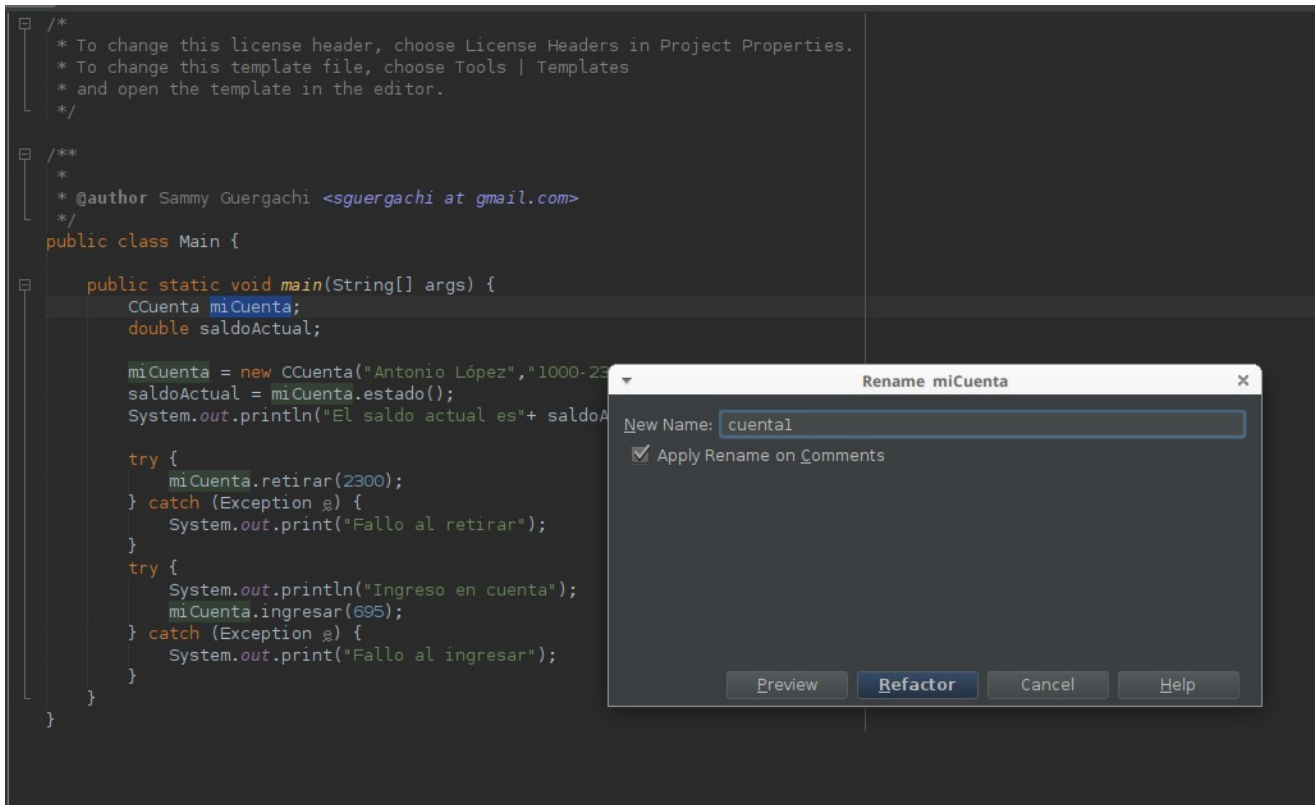 /*
* To change this license header, choose License Headers in Project Properties.
* To change this template file, choose Tools | Templates
* and open the template in the editor.
*/
/**
*
* @author Sammy Guergachi <sguergachi at gmail.com>
*/
public class Main {
public static void main(String[] args) {
CCuenta miCuenta;
double saldoActual;
miCuenta = new CCuenta("Antonio López","1000-23
saldoActual = miCuenta.estado();
System.out.println("El saldo actual es"+ saldoA
try {
miCuenta.retirar(2300);
} catch (Exception e) {
System.out.print("Fallo al retirar");
}
try {
System.out.println("Ingreso en cuenta");
miCuenta.ingresar(695);
} catch (Exception e) {
System.out.print("Fallo al ingresar");
}
}
}
Rename miCuenta
New Name: cuenta1
Apply Rename on Comments
Preview Refactor Cancel Help